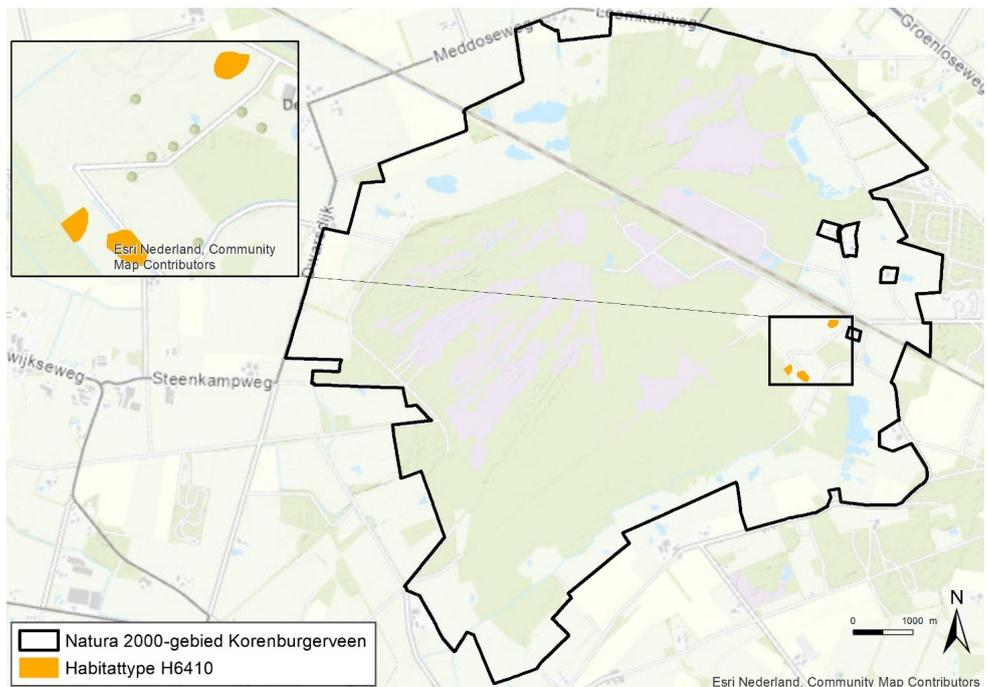 Meddoseweg
Groenloseweg
De
Esri Nederland, Community
Map Contributors
wijkseweg
Steenkampweg
N
0 1000 m
Natura 2000-gebied Korenburgerveen
Habitattype H6410
Esri Nederland, Community Map Contributors